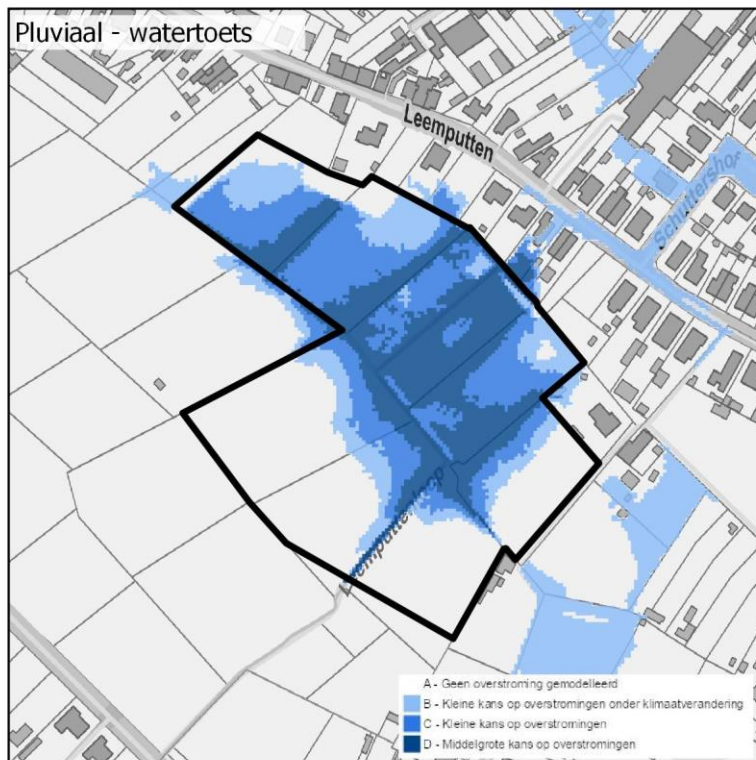 Pluviaal - watertoets
Leemputten
Schuttershof
A - Geen overstroming gemodelleerd
B - Kleine kans op overstromingen onder klimaatverandering
C - Kleine kans op overstromingen
D - Middelgrote kans op overstromingen